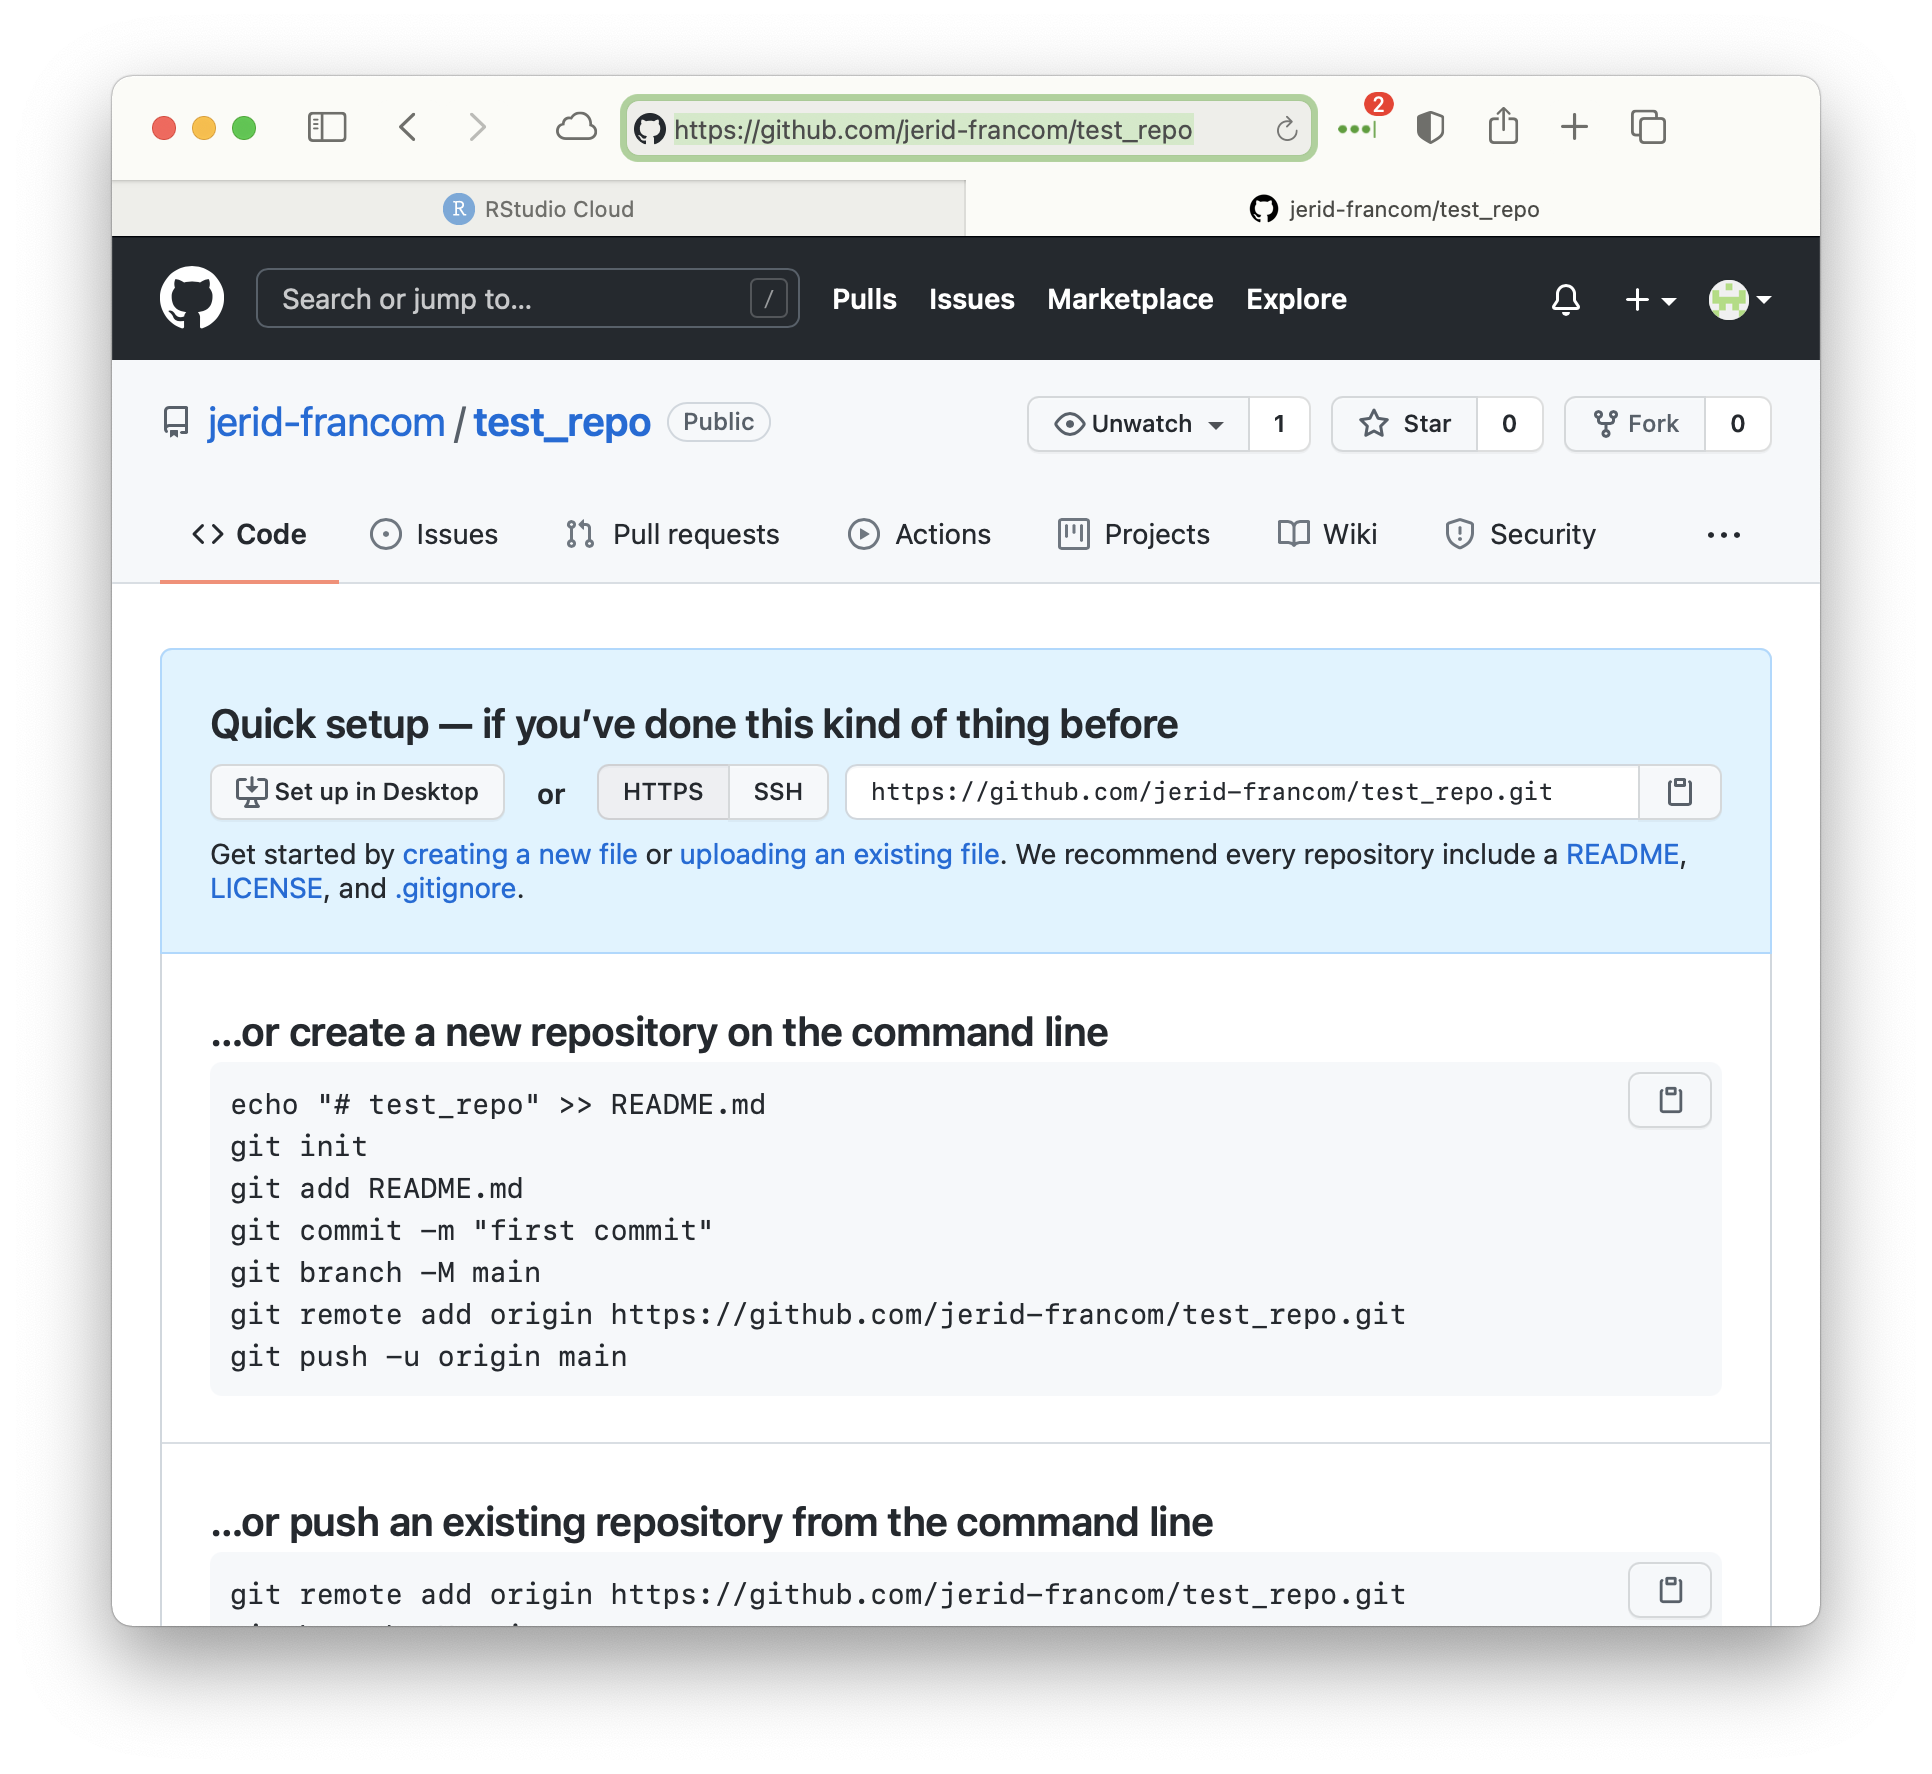 2
https://github.com/jerid-francom/test_repo
R RStudio Cloud
jerid-francom/test_repo
Search or jump to... /
Pulls Issues Marketplace Explore
jerid-francom / test_repo Public
Unwatch 1 Star 0 Fork 0
Code Issues Pull requests Actions Projects Wiki Security ...
Quick setup — if you’ve done this kind of thing before
Set up in Desktop or HTTPS SSH https://github.com/jerid-francom/test_repo.git
Get started by creating a new file or uploading an existing file. We recommend every repository include a README,
LICENSE, and .gitignore.
…or create a new repository on the command line
echo "# test_repo" >> README.md
git init
git add README.md
git commit -m "first commit"
git branch -M main
git remote add origin https://github.com/jerid-francom/test_repo.git
git push -u origin main
…or push an existing repository from the command line
git remote add origin https://github.com/jerid-francom/test_repo.git